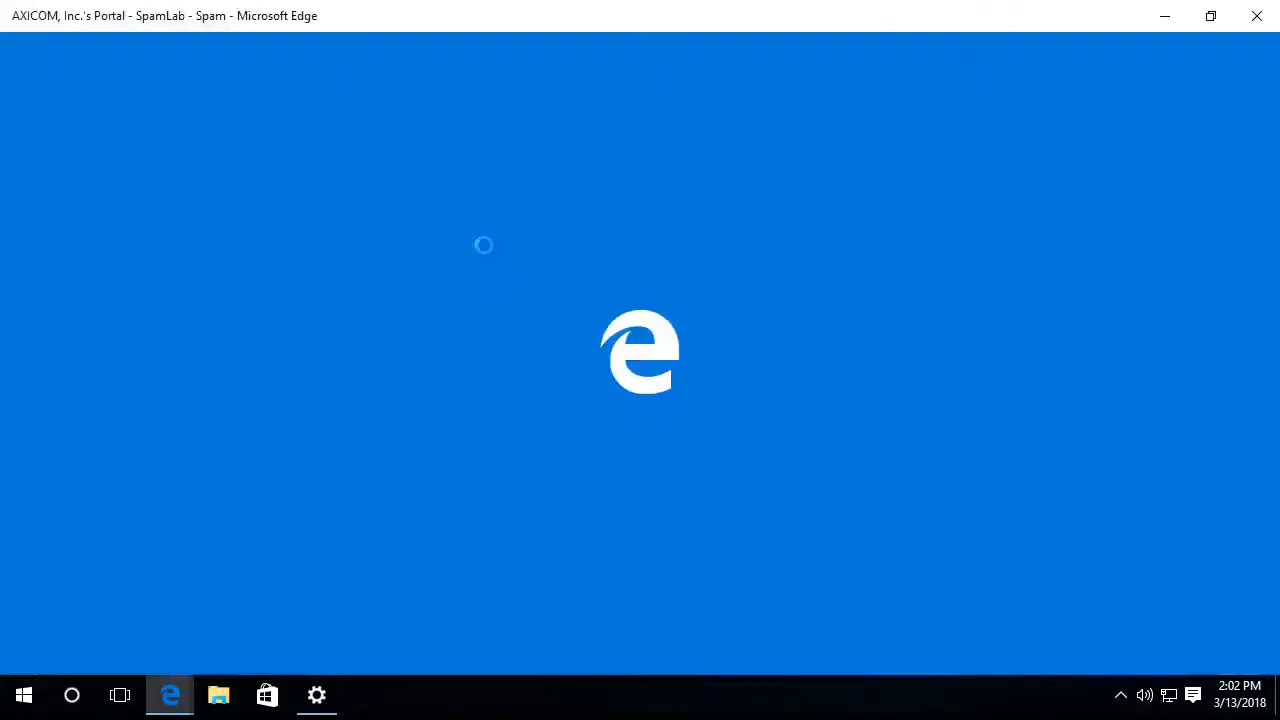 AXICOM, Inc.'s Portal - SpamLab - Spam - Microsoft Edge
2:02 PM
3/13/2018